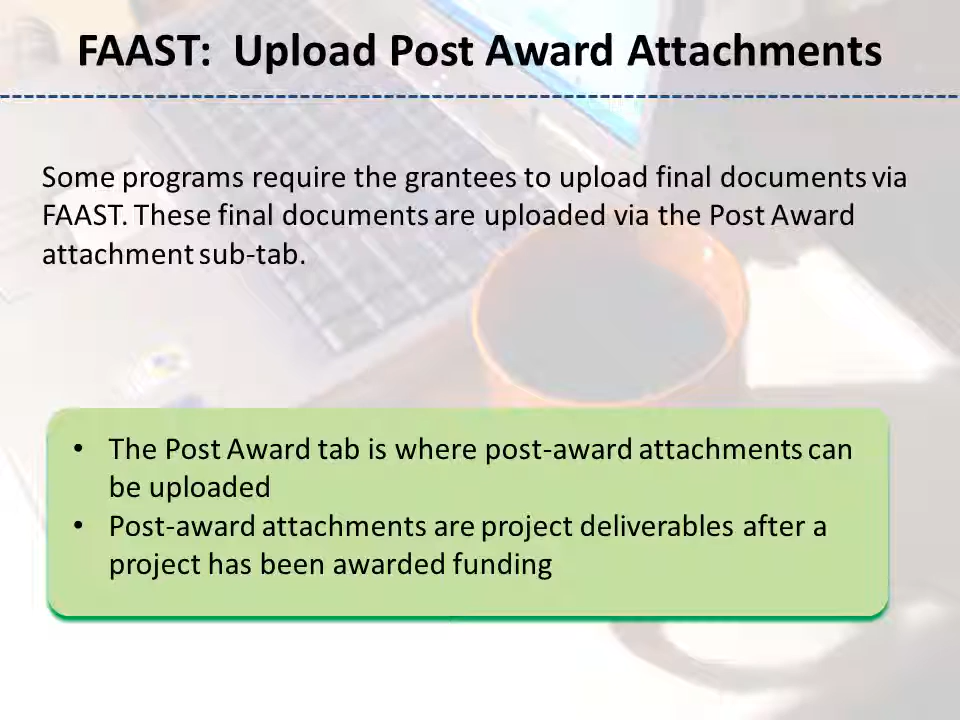 FAAST:  Upload Post Award Attachments
Some programs require the grantees to upload final documents via
FAAST. These final documents are uploaded via the Post Award
attachment sub-tab.
• The Post Award tab is where post-award attachments can
be uploaded
• Post-award attachments are project deliverables after a
project has been awarded funding